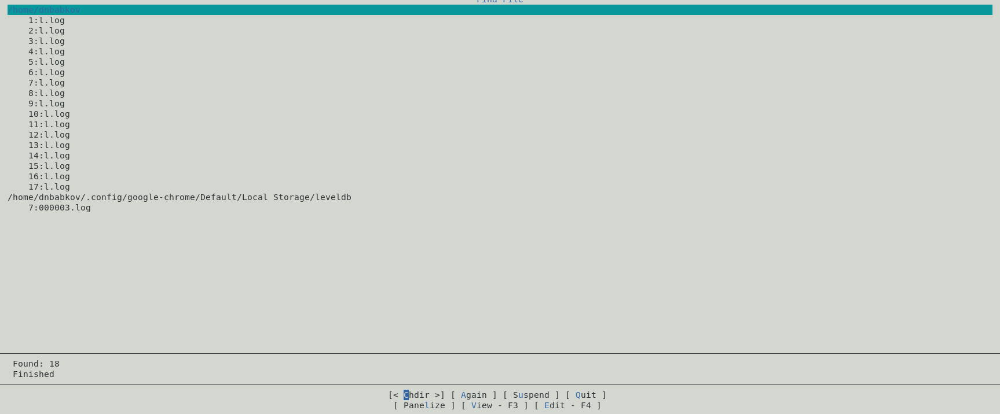 Find File
/home/dnbabkov
1:l.log
2:l.log
3:l.log
4:l.log
5:l.log
6:l.log
7:l.log
8:l.log
9:l.log
10:l.log
11:l.log
12:l.log
13:l.log
14:l.log
15:l.log
16:l.log
17:l.log
/home/dnbabkov/.config/google-chrome/Default/Local Storage/leveldb
7:000003.log
Found: 18
Finished
[< Chdir >] [ Again ] [ Suspend ] [ Quit ]
[ Panelize ] [ View - F3 ] [ Edit - F4 ]